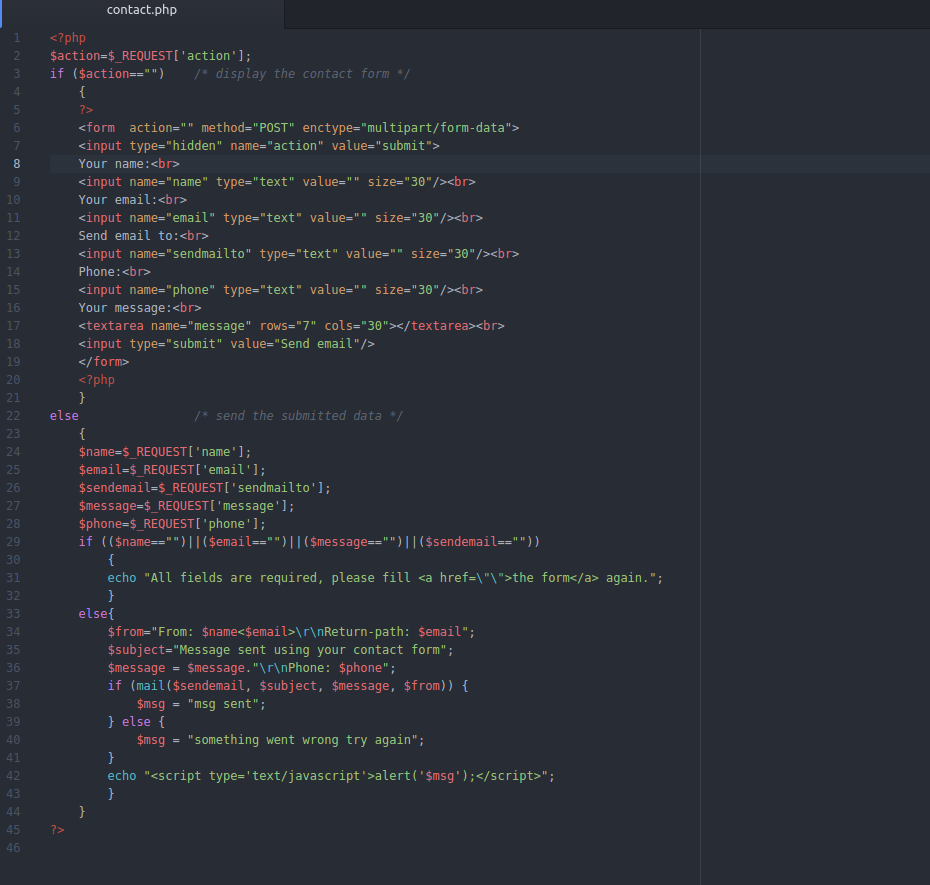 contact.php
1 <?php
2 $action=$_REQUEST['action'];
3 if ($action=="")    /* display the contact form */
4     {
5     ?>
6     <form  action="" method="POST" enctype="multipart/form-data">
7     <input type="hidden" name="action" value="submit">
8     Your name:<br>
9     <input name="name" type="text" value="" size="30"/><br>
10     Your email:<br>
11     <input name="email" type="text" value="" size="30"/><br>
12     Send email to:<br>
13     <input name="sendmailto" type="text" value="" size="30"/><br>
14     Phone:<br>
15     <input name="phone" type="text" value="" size="30"/><br>
16     Your message:<br>
17     <textarea name="message" rows="7" cols="30"></textarea><br>
18     <input type="submit" value="Send email"/>
19     </form>
20     <?php
21     }
22 else                /* send the submitted data */
23     {
24     $name=$_REQUEST['name'];
25     $email=$_REQUEST['email'];
26     $sendemail=$_REQUEST['sendmailto'];
27     $message=$_REQUEST['message'];
28     $phone=$_REQUEST['phone'];
29     if (($name=="")||($email=="")||($message=="")||($sendemail==""))
30         {
31         echo "All fields are required, please fill <a href=\"\">the form</a> again.";
32         }
33     else{
34         $from="From: $name<$email>\r\nReturn-path: $email";
35         $subject="Message sent using your contact form";
36         $message = $message."\r\nPhone: $phone";
37         if (mail($sendemail, $subject, $message, $from)) {
38             $msg = "msg sent";
39         } else {
40             $msg = "something went wrong try again";
41         }
42         echo "<script type='text/javascript'>alert('$msg');</script>";
43         }
44     }
45 ?>
46